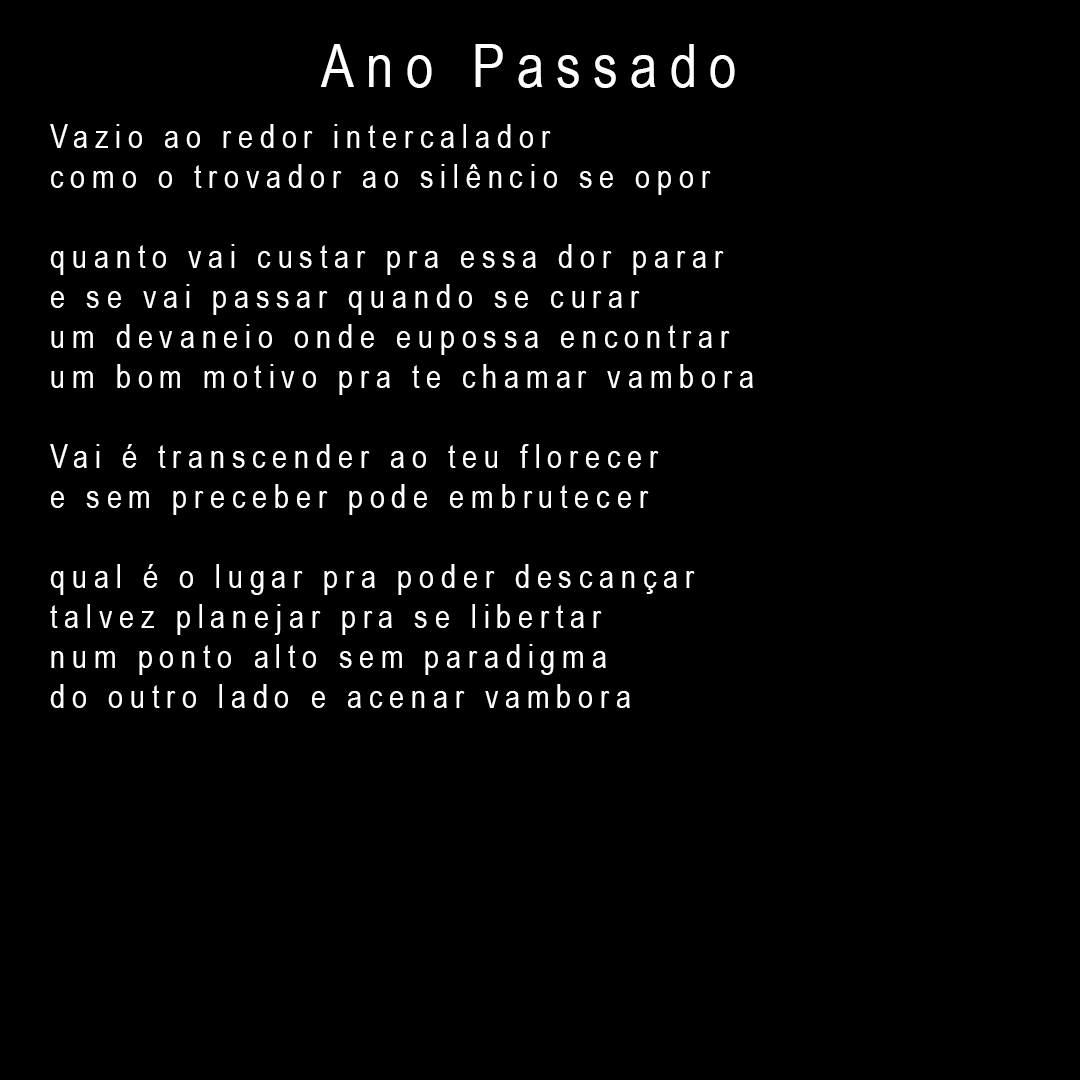 Ano Passado
Vazio ao redor intercalador
como o trovador ao silêncio se opor
quanto vai custar pra essa dor parar
e se vai passar quando se curar
um devaneio onde eupossa encontrar
um bom motivo pra te chamar vambora
Vai é transcender ao teu florecer
e sem preceber pode embrutecer
qual é o lugar pra poder descançar
talvez planejar pra se libertar
num ponto alto sem paradigma
do outro lado e acenar vambora